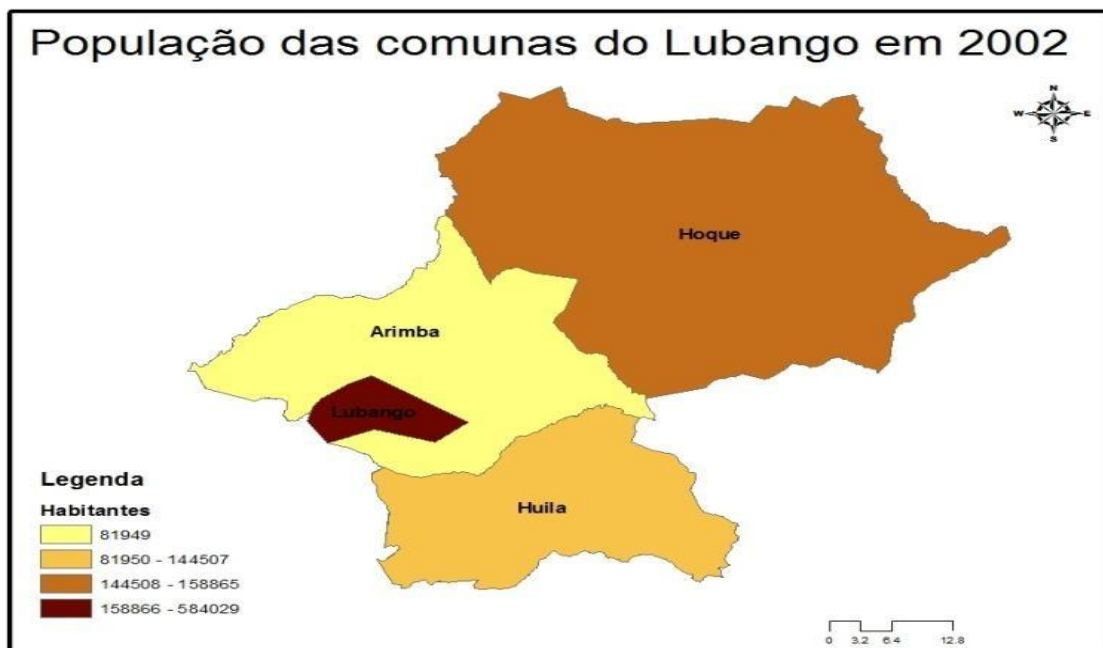 População das comunas do Lubango em 2002
N
W E
S
Hoque
Arimba
Lubango
Huila
Legenda
Habitantes
81949
81950 - 144507
144508 - 158865
158866 - 584029
0 3.2 6.4 12.8